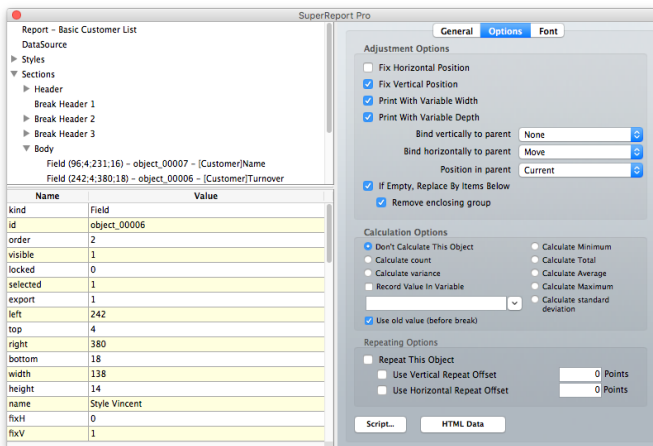 SuperReport Pro
Report - Basic Customer List
DataSource
Styles
Sections
Header
Break Header 1
Break Header 2
Break Header 3
Body
Field (96;4;231;16) - object_00007 - [Customer]Name
Field (242;4;380;18) - object_00006 - [Customer]Turnover
Name Value
kind Field
id object_00006
order 2
visible 1
locked 0
selected 1
export 1
left 242
top 4
right 380
bottom 18
width 138
height 14
name Style Vincent
fixH 0
fixV 1
General Options Font
Adjustment Options
Fix Horizontal Position
Fix Vertical Position
Print With Variable Width
Print With Variable Depth
Bind vertically to parent None
Bind horizontally to parent Move
Position in parent Current
If Empty, Replace By Items Below
Remove enclosing group
Calculation Options
Don't Calculate This Object Calculate Minimum
Calculate count Calculate Total
Calculate variance Calculate Average
Record Value In Variable Calculate Maximum
Calculate standard
deviation
Use old value (before break)
Repeating Options
Repeat This Object
Use Vertical Repeat Offset 0 Points
Use Horizontal Repeat Offset 0 Points
Script... HTML Data